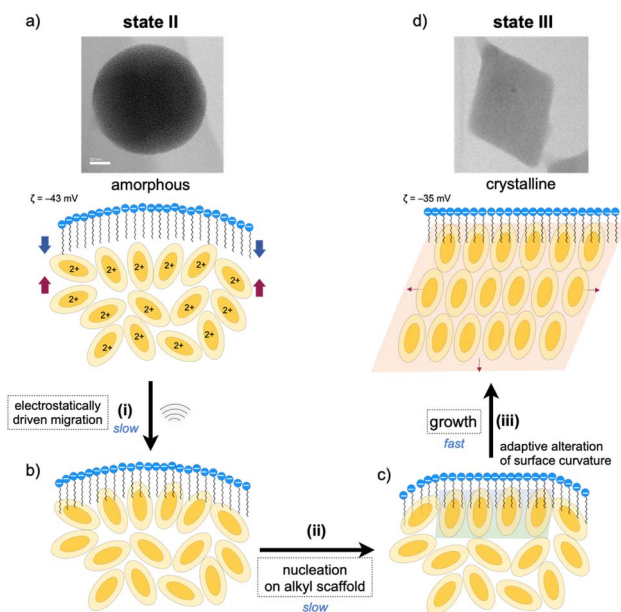 state II
state III
a)
d)
amorphous
crystalline
ζ = –43 mV
ζ = –35 mV
2+ 2+ 2+ 2+ 2+ 2+
2+ 2+ 2+ 2+ 2+
2+ 2+ 2+ 2+
electrostatically
driven migration
(i)
slow
growth
(iii)
fast
adaptive alteration
of surface curvature
b)
c)
(ii)
nucleation
on alkyl scaffold
slow